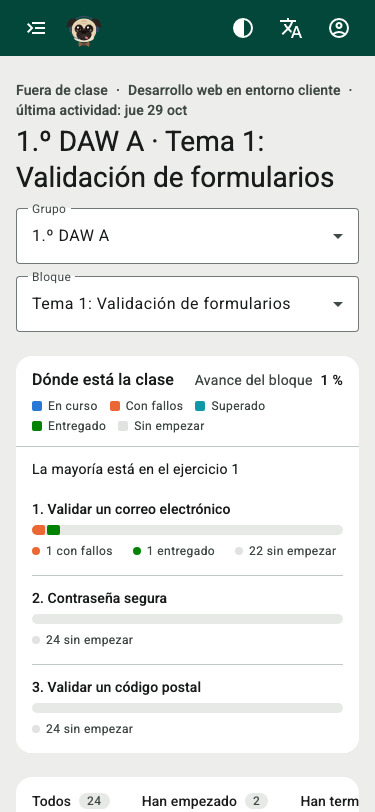 Fuera de clase · Desarrollo web en entorno cliente ·
última actividad: jue 29 oct
1.º DAW A · Tema 1:
Validación de formularios
Grupo
1.º DAW A
Bloque
Tema 1: Validación de formularios
Dónde está la clase Avance del bloque 1 %
En curso Con fallos Superado
Entregado Sin empezar
La mayoría está en el ejercicio 1
1. Validar un correo electrónico
1 con fallos 1 entregado 22 sin empezar
2. Contraseña segura
24 sin empezar
3. Validar un código postal
24 sin empezar
Todos 24 Han empezado 2 Han term